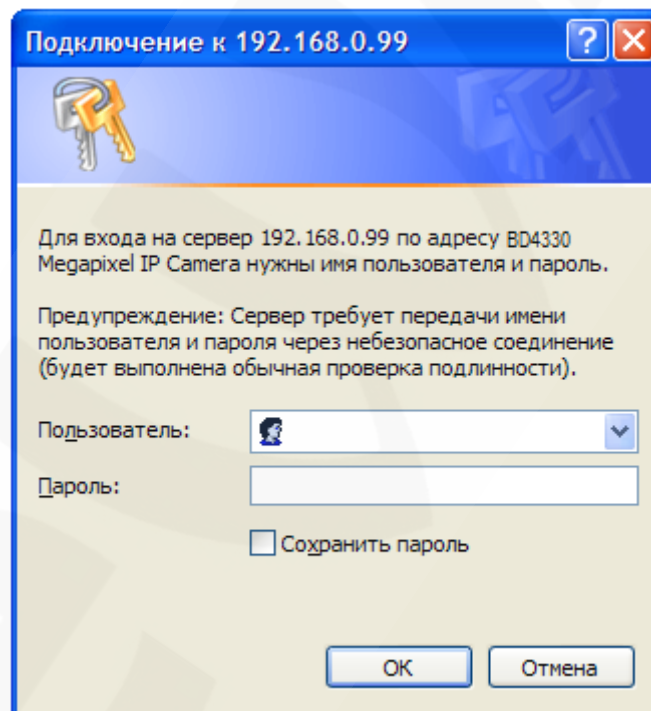 Подключение к 192.168.0.99
Для входа на сервер 192.168.0.99 по адресу BD4330
Megapixel IP Camera нужны имя пользователя и пароль.
Предупреждение: Сервер требует передачи имени
пользователя и пароля через небезопасное соединение
(будет выполнена обычная проверка подлинности).
Пользователь:
Пароль:
Сохранить пароль
ОК
Отмена